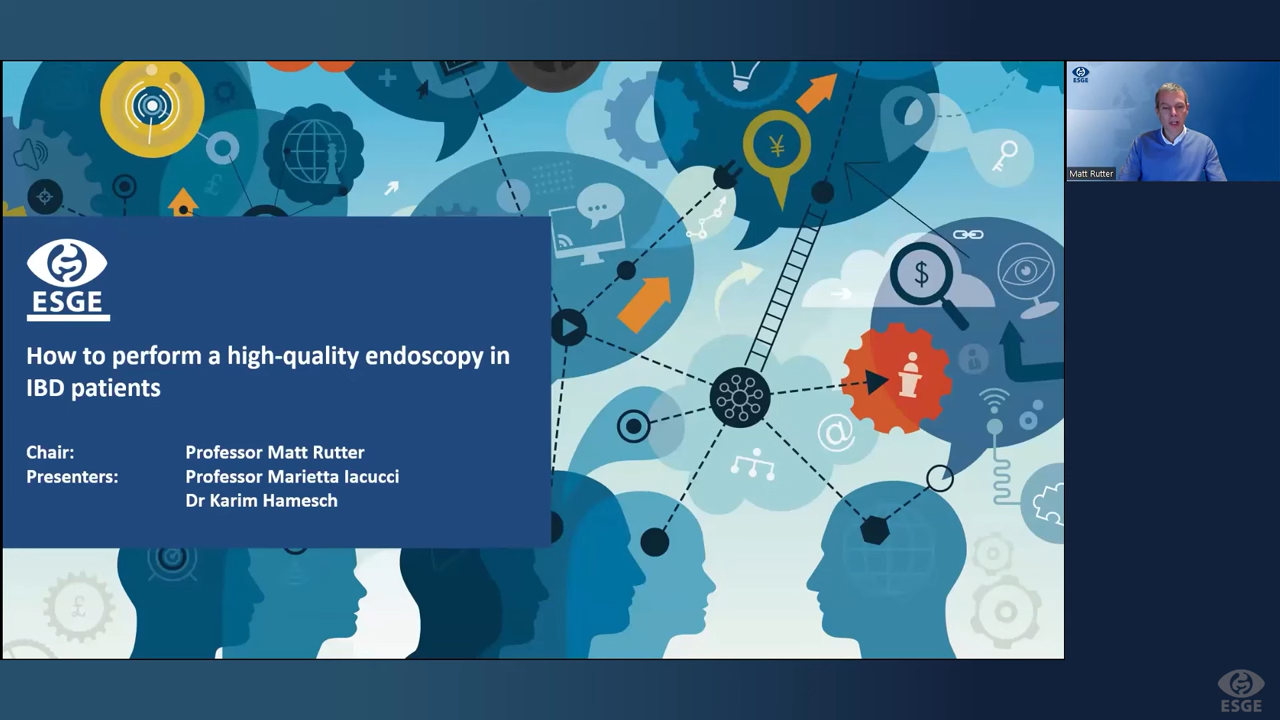 ESGE
Matt Rutter
ESGE
How to perform a high-quality endoscopy in
IBD patients
Chair: Professor Matt Rutter
Presenters: Professor Marietta Iacucci
Dr Karim Hamesch
¥
$
@
£
£
ESGE